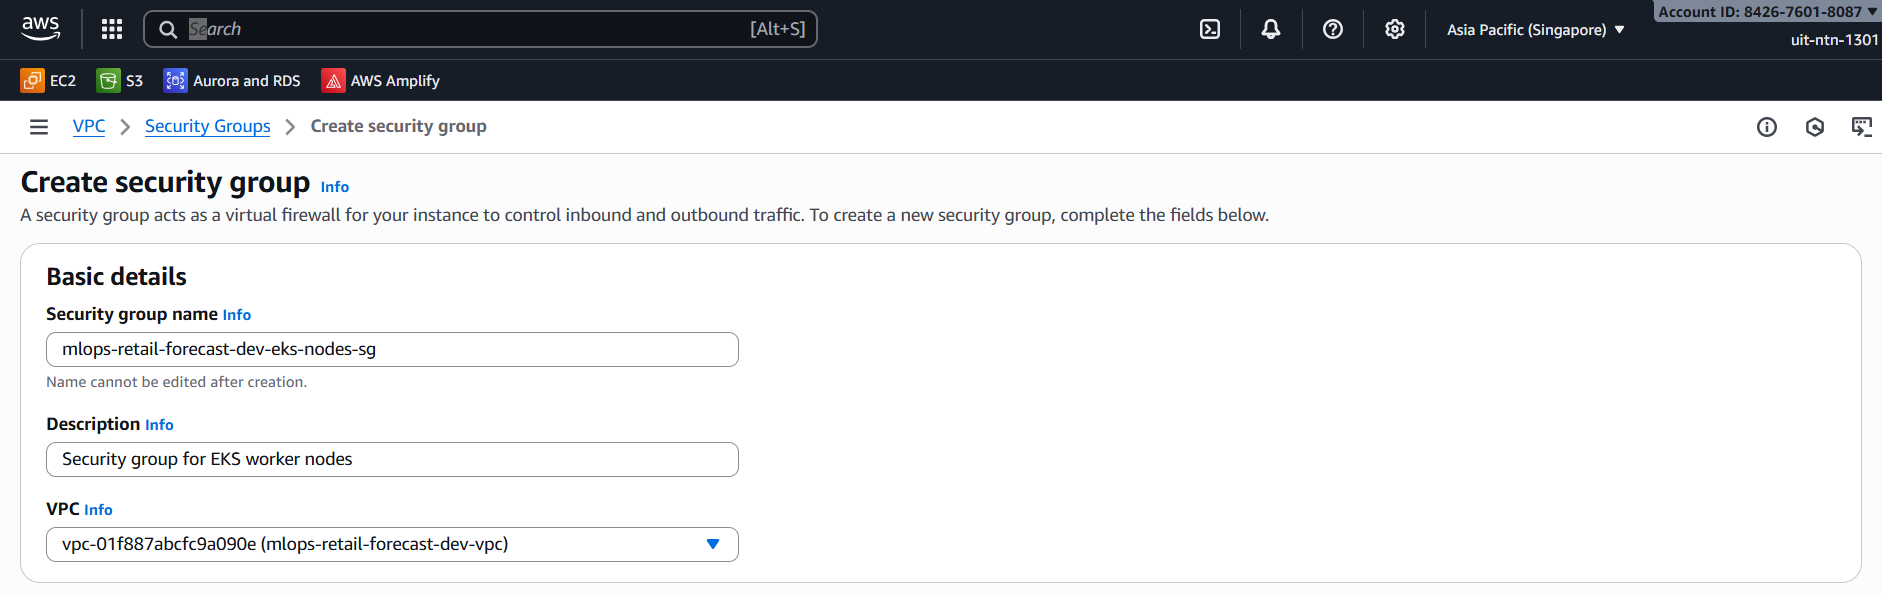 aws Search [Alt+S] Asia Pacific (Singapore) Account ID: 8426-7601-8087
uit-ntn-1301
EC2 S3 Aurora and RDS AWS Amplify
VPC Security Groups Create security group
Create security group Info
A security group acts as a virtual firewall for your instance to control inbound and outbound traffic. To create a new security group, complete the fields below.
Basic details
Security group name Info
mlops-retail-forecast-dev-eks-nodes-sg
Name cannot be edited after creation.
Description Info
Security group for EKS worker nodes
VPC Info
vpc-01f887abcfc9a090e (mlops-retail-forecast-dev-vpc)